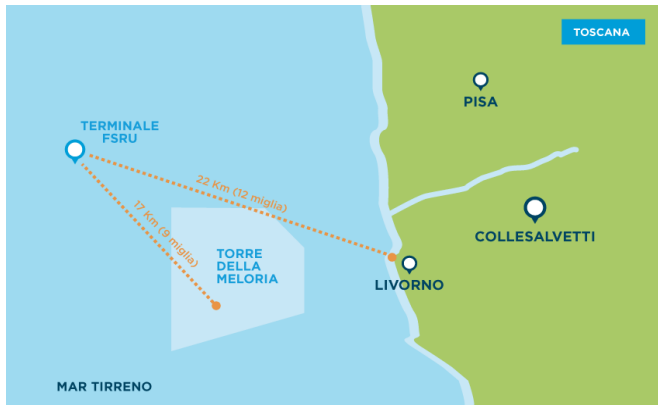 TOSCANA
PISA
TERMINALE
FSRU
22 Km (12 miglia)
17 Km (9 miglia)
COLLESALVETTI
TORRE
DELLA
MELORIA
LIVORNO
MAR TIRRENO